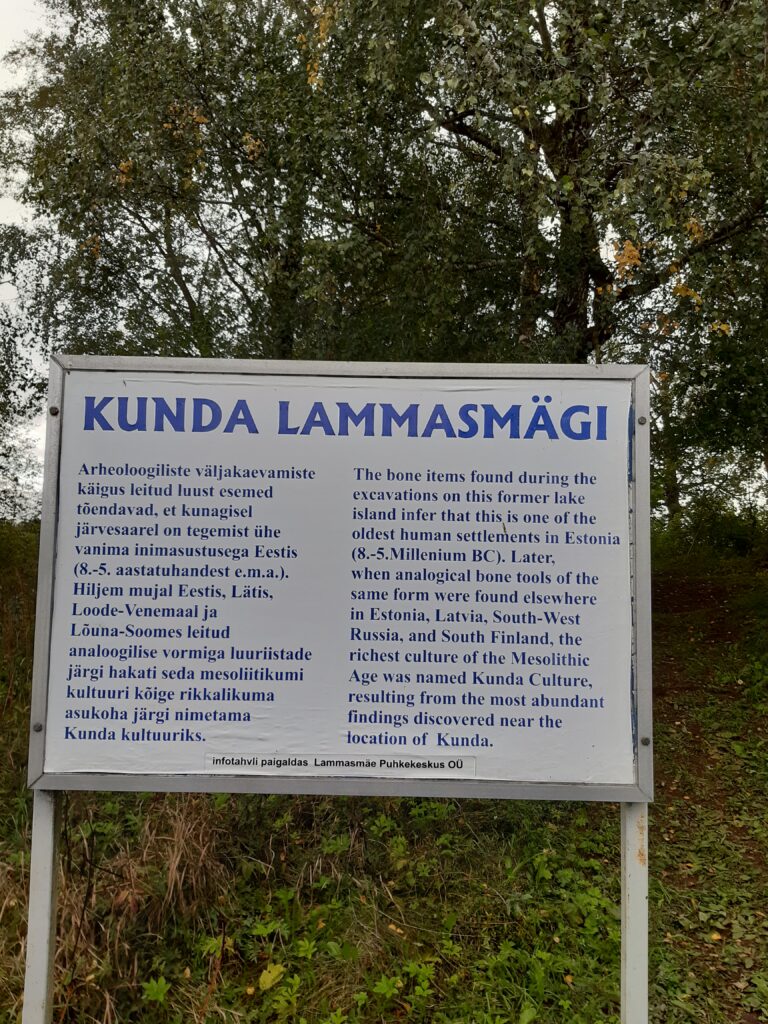 KUNDA LAMMASMÄGI
Arheoloogiliste väljakaevamiste
käigus leitud luust esemed
tõendavad, et kunagisel
järvesaarel on tegemist ühe
vanima inimasustusega Eestis
(8.-5. aastatuhandest e.m.a.).
Hiljem mujal Eestis, Lätis,
Loode-Venemaal ja
Lõuna-Soomes leitud
analoogilise vormiga luuriistade
järgi hakati seda mesoliitikumi
kultuuri kõige rikkalikuma
asukoha järgi nimetama
Kunda kultuuriks.
The bone items found during the
excavations on this former lake
island infer that this is one of the
oldest human settlements in Estonia
(8.-5.Millenium BC). Later,
when analogical bone tools of the
same form were found elsewhere
in Estonia, Latvia, South-West
Russia, and South Finland, the
richest culture of the Mesolithic
Age was named Kunda Culture,
resulting from the most abundant
findings discovered near the
location of Kunda.
infotahvli paigaldas Lammasmäe Puhkekeskus OÜ